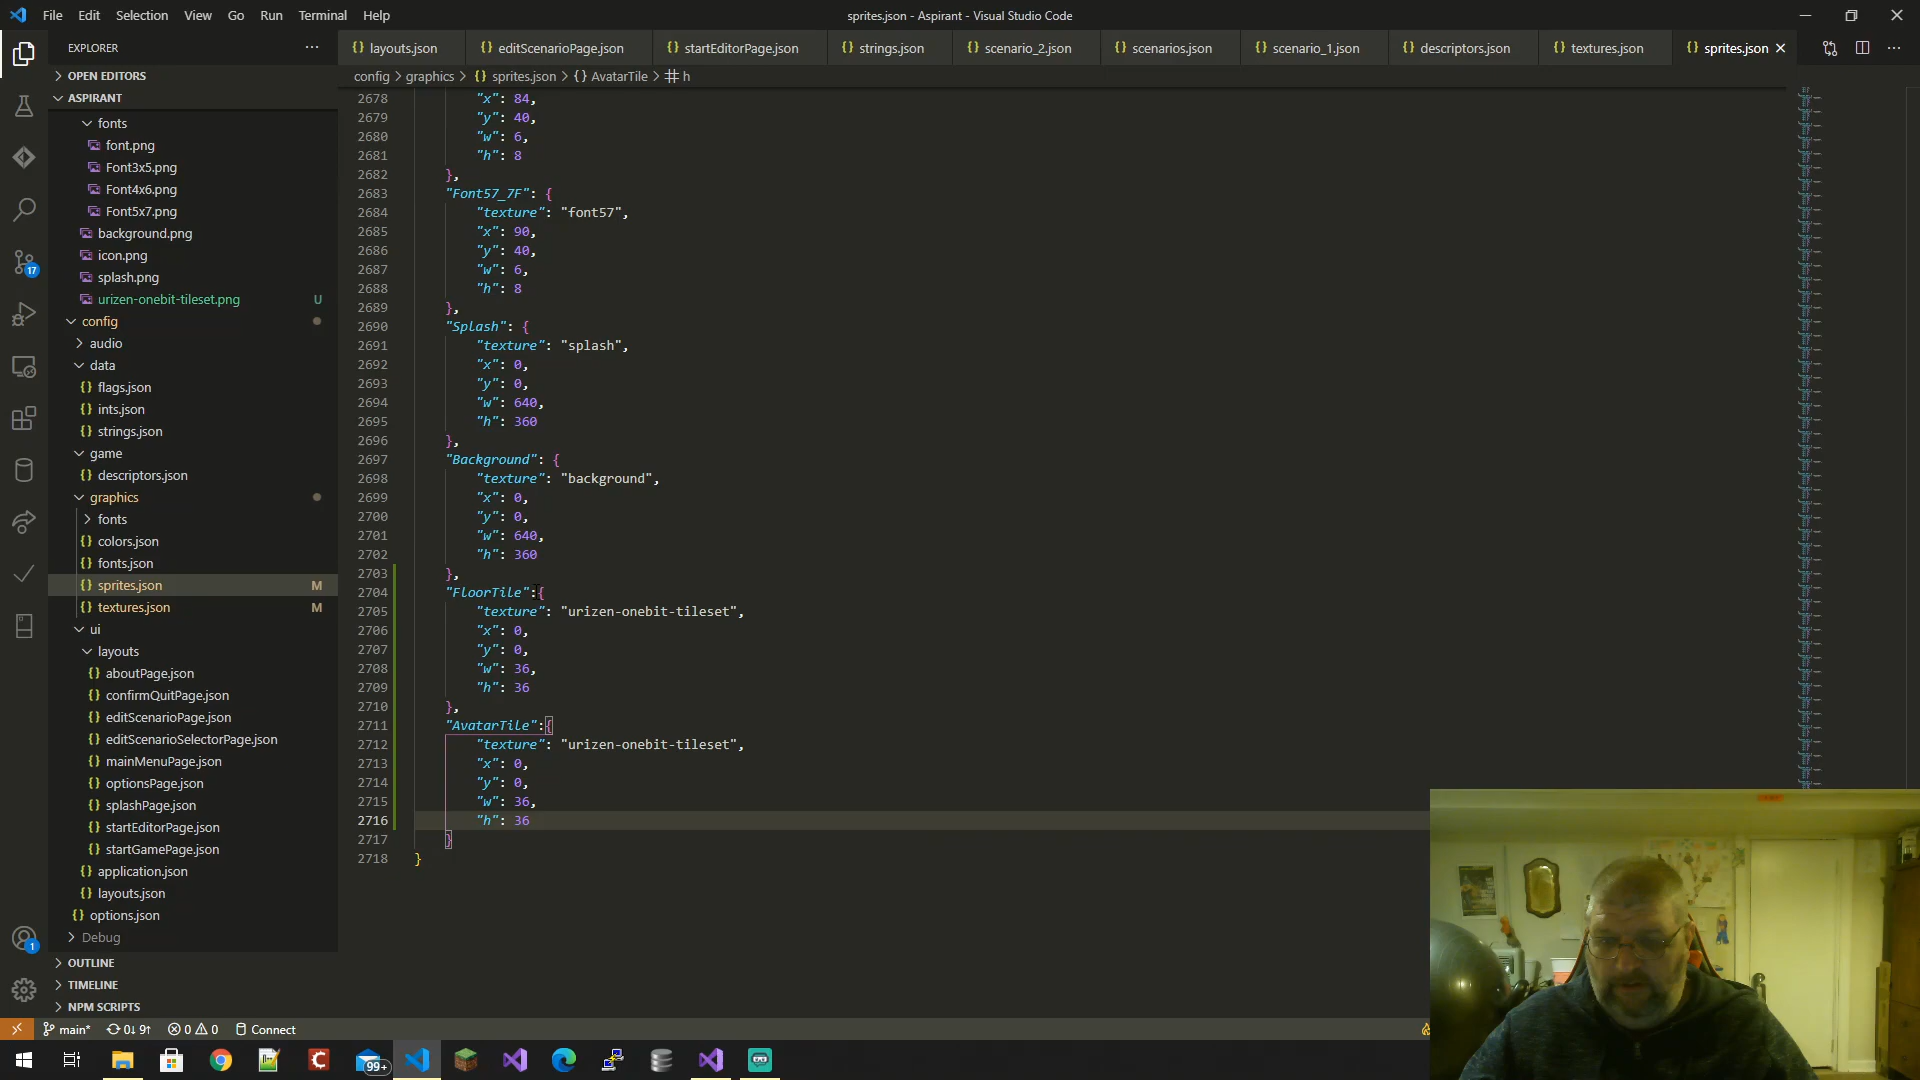 File Edit Selection View Go Run Terminal Help
sprites.json - Aspirant - Visual Studio Code
EXPLORER
layouts.json editScenarioPage.json startEditorPage.json strings.json scenario_2.json scenarios.json scenario_1.json descriptors.json textures.json sprites.json
config > graphics > {} sprites.json > {} AvatarTile > # h
OPEN EDITORS
ASPIRANT
fonts
font.png
Font3x5.png
Font4x6.png
Font5x7.png
background.png
icon.png
splash.png
urizen-onebit-tileset.png U
config
audio
data
flags.json
ints.json
strings.json
game
descriptors.json
graphics
fonts
colors.json
fonts.json
sprites.json M
textures.json M
ui
layouts
aboutPage.json
confirmQuitPage.json
editScenarioPage.json
editScenarioSelectorPage.json
mainMenuPage.json
optionsPage.json
splashPage.json
startEditorPage.json
startGamePage.json
application.json
layouts.json
options.json
Debug
OUTLINE
TIMELINE
NPM SCRIPTS
17
1
2678 "x": 84,
2679 "y": 40,
2680 "w": 6,
2681 "h": 8
2682 },
2683 "Font57_7F": {
2684 "texture": "font57",
2685 "x": 90,
2686 "y": 40,
2687 "w": 6,
2688 "h": 8
2689 },
2690 "Splash": {
2691 "texture": "splash",
2692 "x": 0,
2693 "y": 0,
2694 "w": 640,
2695 "h": 360
2696 },
2697 "Background": {
2698 "texture": "background",
2699 "x": 0,
2700 "y": 0,
2701 "w": 640,
2702 "h": 360
2703 },
2704 "FloorTile":{
2705 "texture": "urizen-onebit-tileset",
2706 "x": 0,
2707 "y": 0,
2708 "w": 36,
2709 "h": 36
2710 },
2711 "AvatarTile":{
2712 "texture": "urizen-onebit-tileset",
2713 "x": 0,
2714 "y": 0,
2715 "w": 36,
2716 "h": 36
2717 }
2718 }
main* 0↓ 9↑ 0 0 Connect
99+